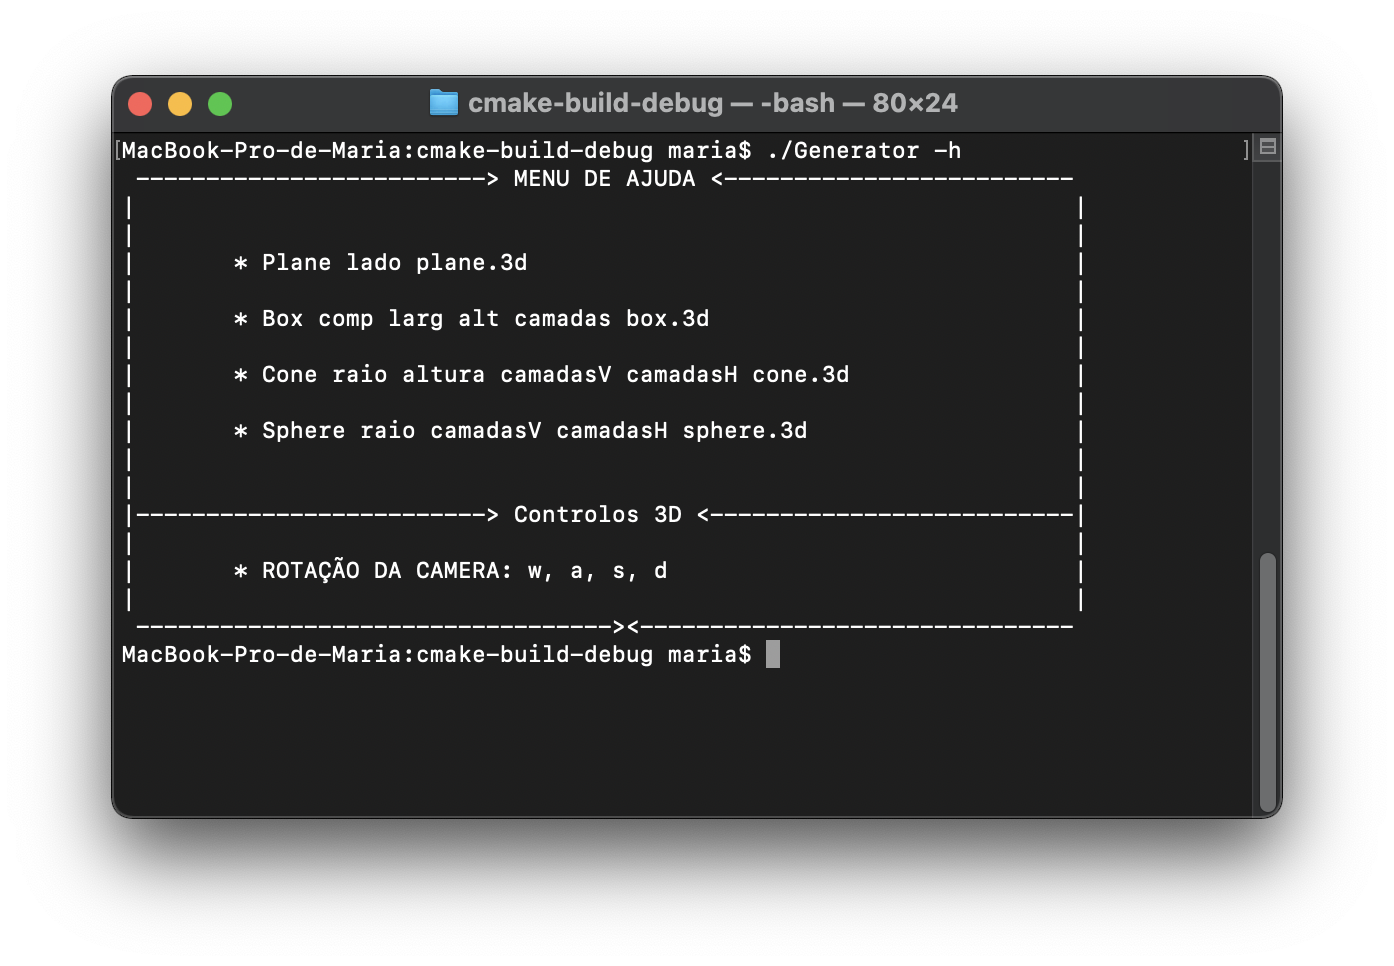 cmake-build-debug — -bash — 80×24
MacBook-Pro-de-Maria:cmake-build-debug maria$ ./Generator -h
-------------------------> MENU DE AJUDA <-------------------------
* Plane lado plane.3d
* Box comp larg alt camadas box.3d
* Cone raio altura camadasV camadasH cone.3d
* Sphere raio camadasV camadasH sphere.3d
|-------------------------> Controlos 3D <--------------------------|
* ROTAÇÃO DA CAMERA: w, a, s, d
----------------------------------><-------------------------------
MacBook-Pro-de-Maria:cmake-build-debug maria$